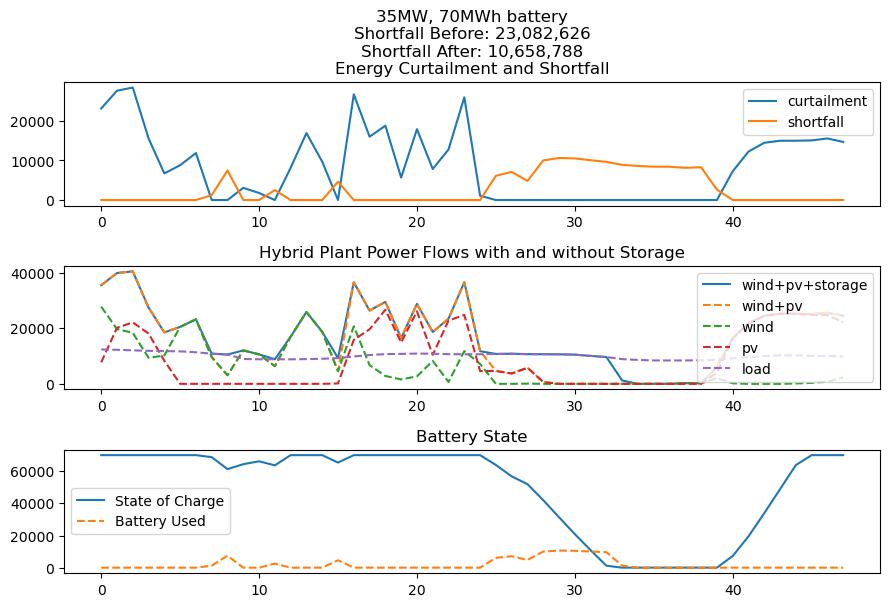 35MW, 70MWh battery
Shortfall Before: 23,082,626
Shortfall After: 10,658,788
Energy Curtailment and Shortfall
20000
10000
0
curtailment
shortfall
0 10 20 30 40
Hybrid Plant Power Flows with and without Storage
40000
20000
0
wind+pv+storage
wind+pv
wind
pv
load
0 10 20 30 40
Battery State
60000
40000
20000
0
State of Charge
Battery Used
0 10 20 30 40